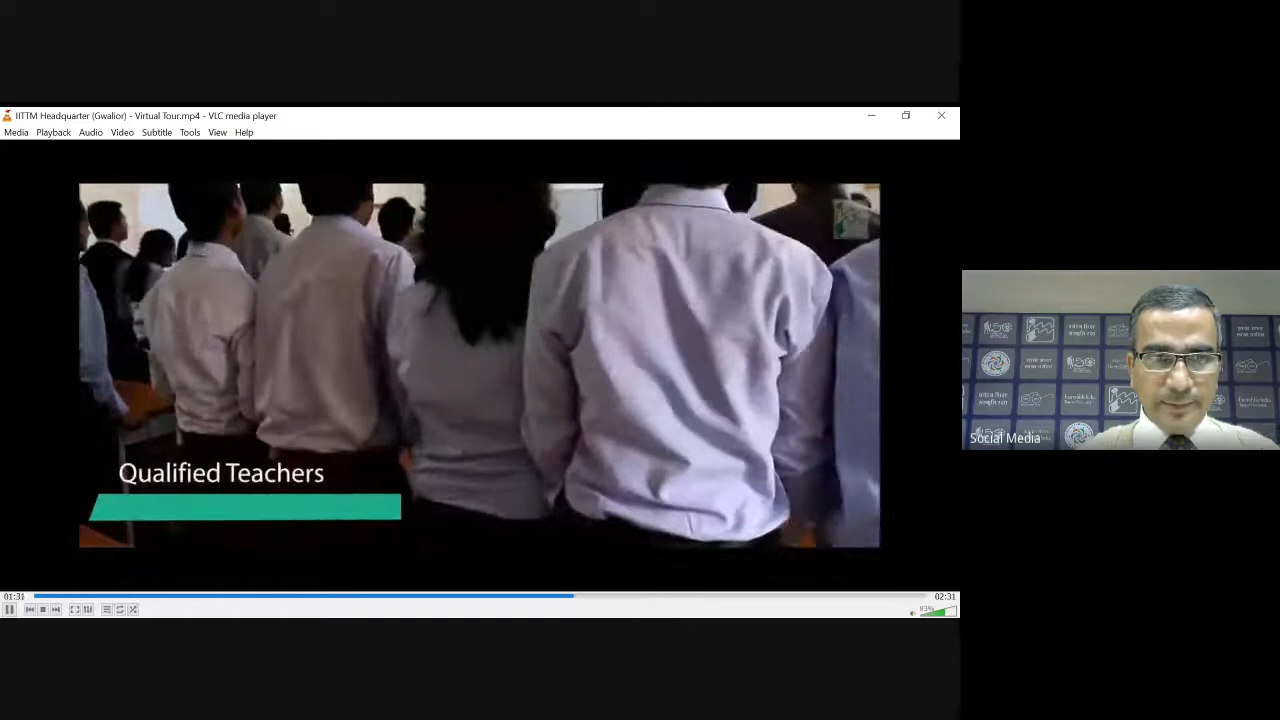 IITTM Headquarter (Gwalior) - Virtual Tour.mp4 - VLC media player
Media Playback Audio Video Subtitle Tools View Help
Qualified Teachers
01:31
02:31
93%
Social Media